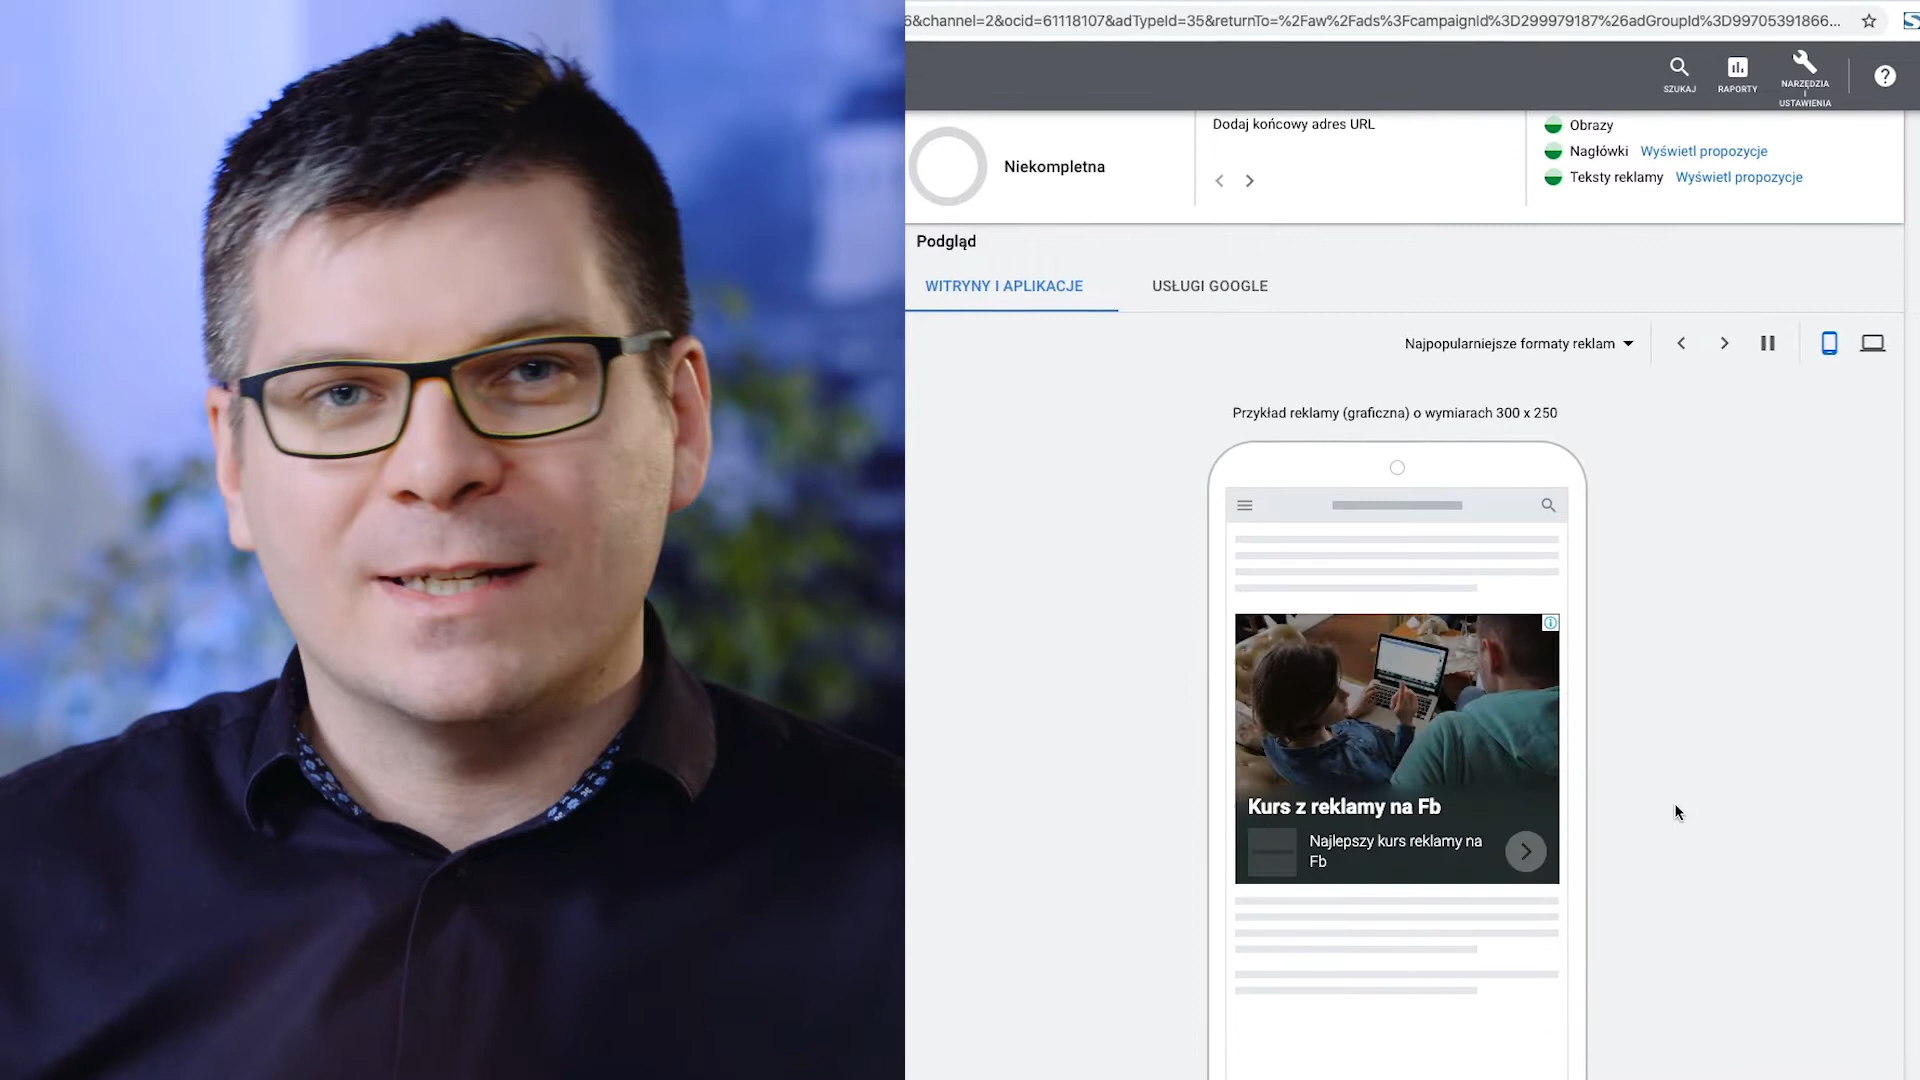 6&channel=2&ocid=61118107&adTypeId=35&returnTo=%2Faw%2Fads%3FcampaignId%3D299979187%26adGroupId%3D99705391866...
SZUKAJ
RAPORTY
NARZĘDZIA
I
USTAWIENIA
Niekompletna
Dodaj końcowy adres URL
Obrazy
Nagłówki Wyświetl propozycje
Teksty reklamy Wyświetl propozycje
Podgląd
WITRYNY I APLIKACJE
USŁUGI GOOGLE
Najpopularniejsze formaty reklam
Przykład reklamy (graficzna) o wymiarach 300 x 250
Kurs z reklamy na Fb
Najlepszy kurs reklamy na
Fb